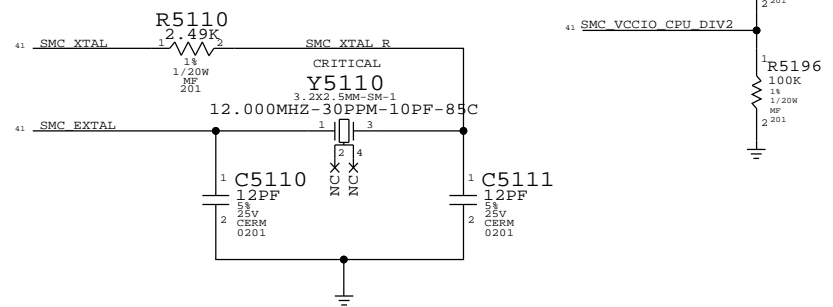 R5110
2.49K
41 SMC_XTAL 1 2 SMC_XTAL_R
1%
1/20W
MF
201
CRITICAL
Y5110
3.2X2.5MM-SM-1
12.000MHZ-30PPM-10PF-85C
41 SMC_EXTAL 1 3
2 4
NC NC
1 C5110
12PF
5%
25V
CERM
0201
2
1 C5111
12PF
5%
25V
CERM
0201
2
2 201
41 SMC_VCCIO_CPU_DIV2
1 R5196
100K
1%
1/20W
MF
2 201